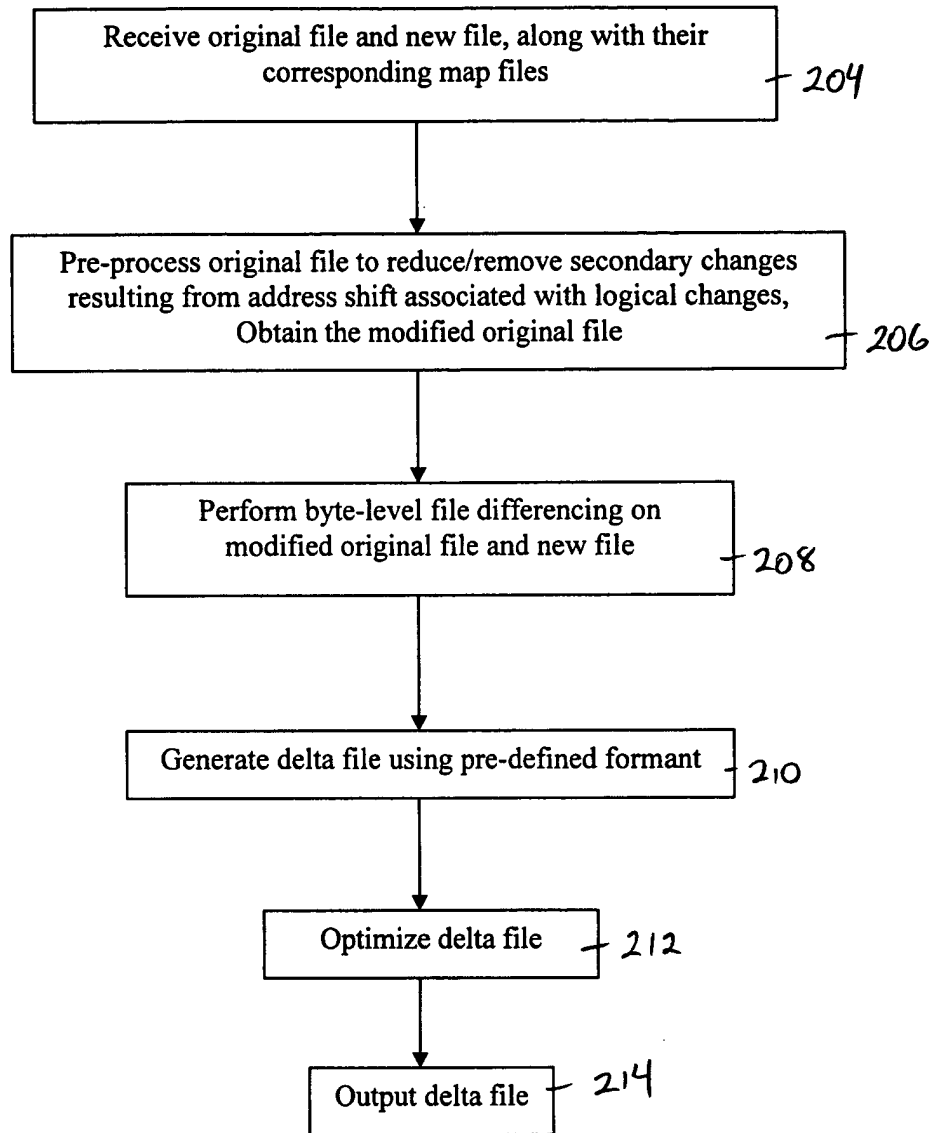 Receive original file and new file, along with their
corresponding map files
204
Pre-process original file to reduce/remove secondary changes
resulting from address shift associated with logical changes,
Obtain the modified original file
206
Perform byte-level file differencing on
modified original file and new file
208
Generate delta file using pre-defined formant
210
Optimize delta file
212
Output delta file
214